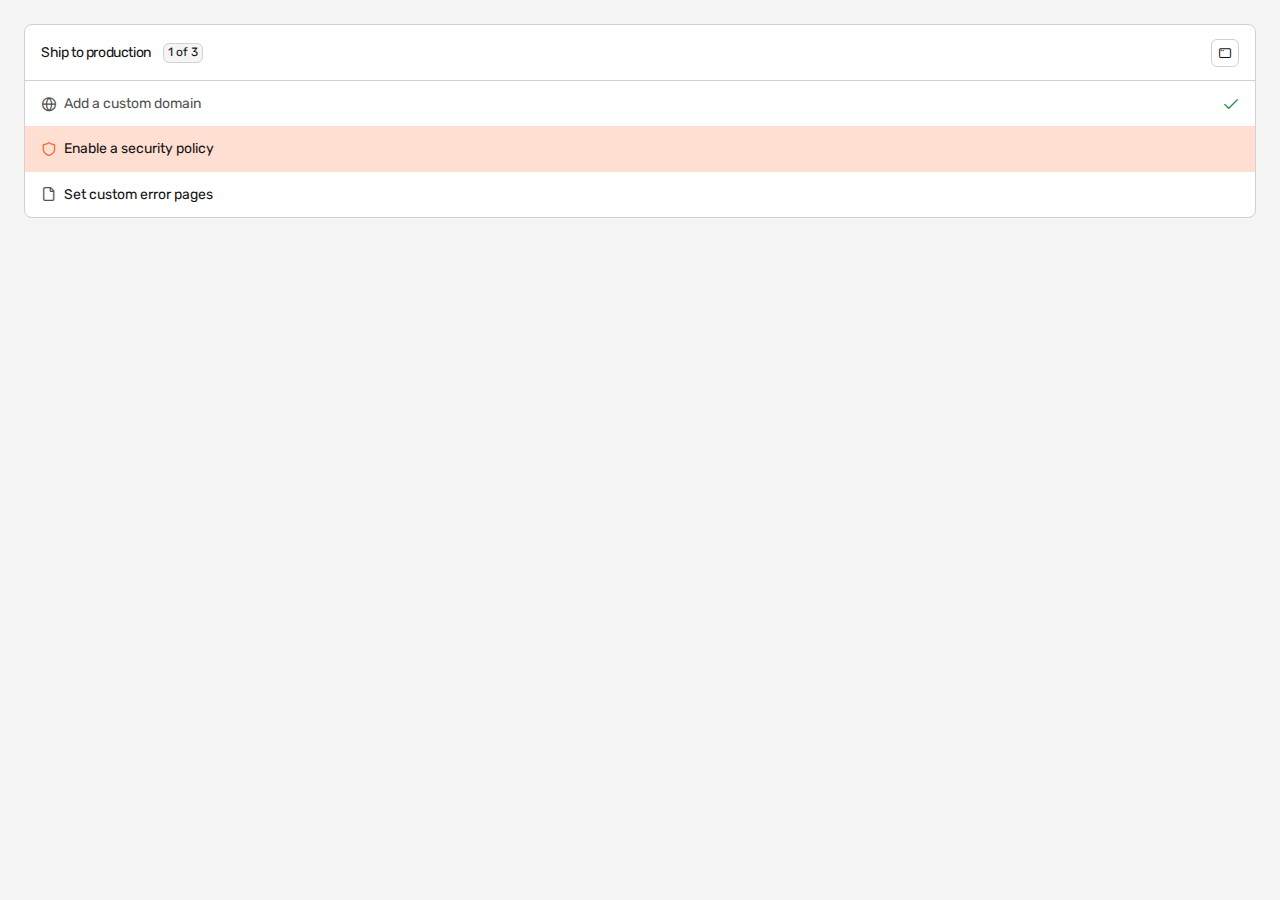 Ship to production 1 of 3
Add a custom domain
Enable a security policy
Set custom error pages